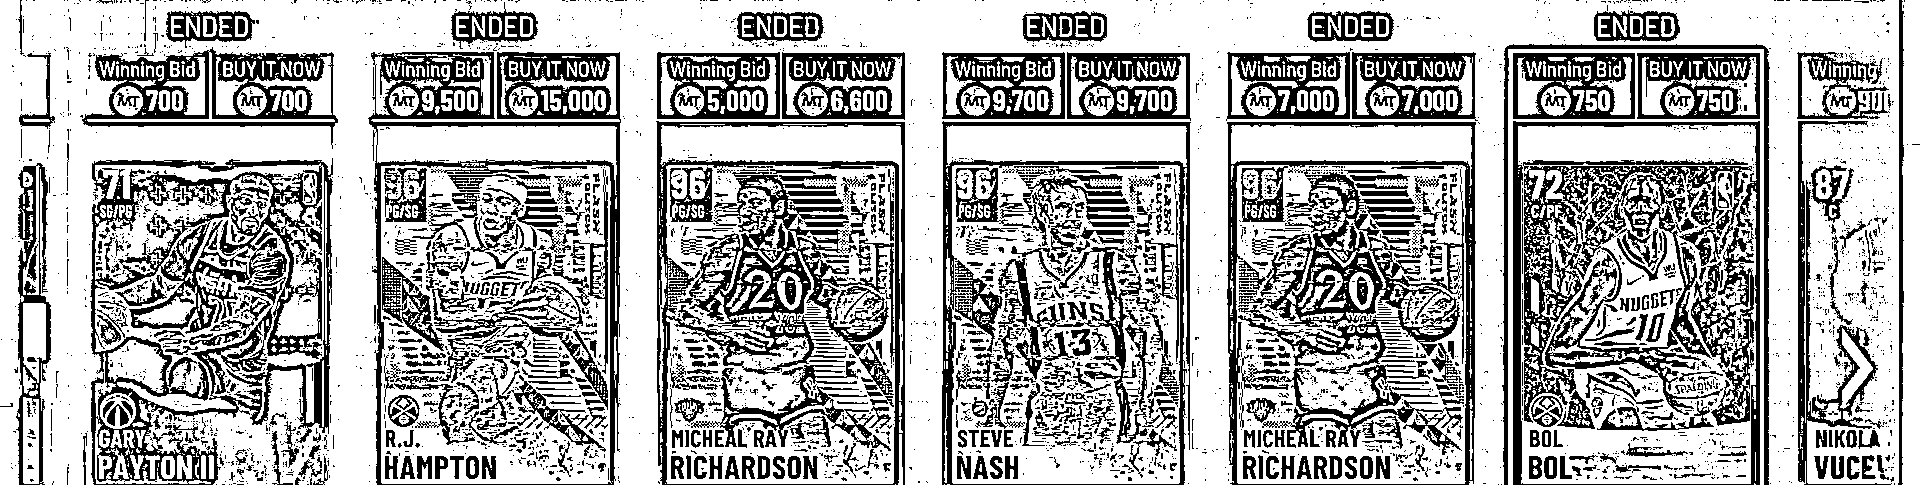 ENDED
Winning Bid BUY IT NOW
MT 700 MT 700
71
SG/PG
GARY
PAYTON II
ENDED
Winning Bid BUY IT NOW
MT 9,500 MT 15,000
96
PG/SG
NUGGETS
R.J.
HAMPTON
ENDED
Winning Bid BUY IT NOW
MT 5,000 MT 6,600
96
PG/SG
20
MICHEAL RAY
RICHARDSON
ENDED
Winning Bid BUY IT NOW
MT 9,700 MT 9,700
96
PG/SG
13
STEVE
NASH
ENDED
Winning Bid BUY IT NOW
MT 7,000 MT 7,000
96
PG/SG
20
MICHEAL RAY
RICHARDSON
ENDED
Winning Bid BUY IT NOW
MT 750 MT 750
72
C/PF
NUGGETS
10
SPALDING
BOL
BOL
Winning
MT
87
C
NIKOLA